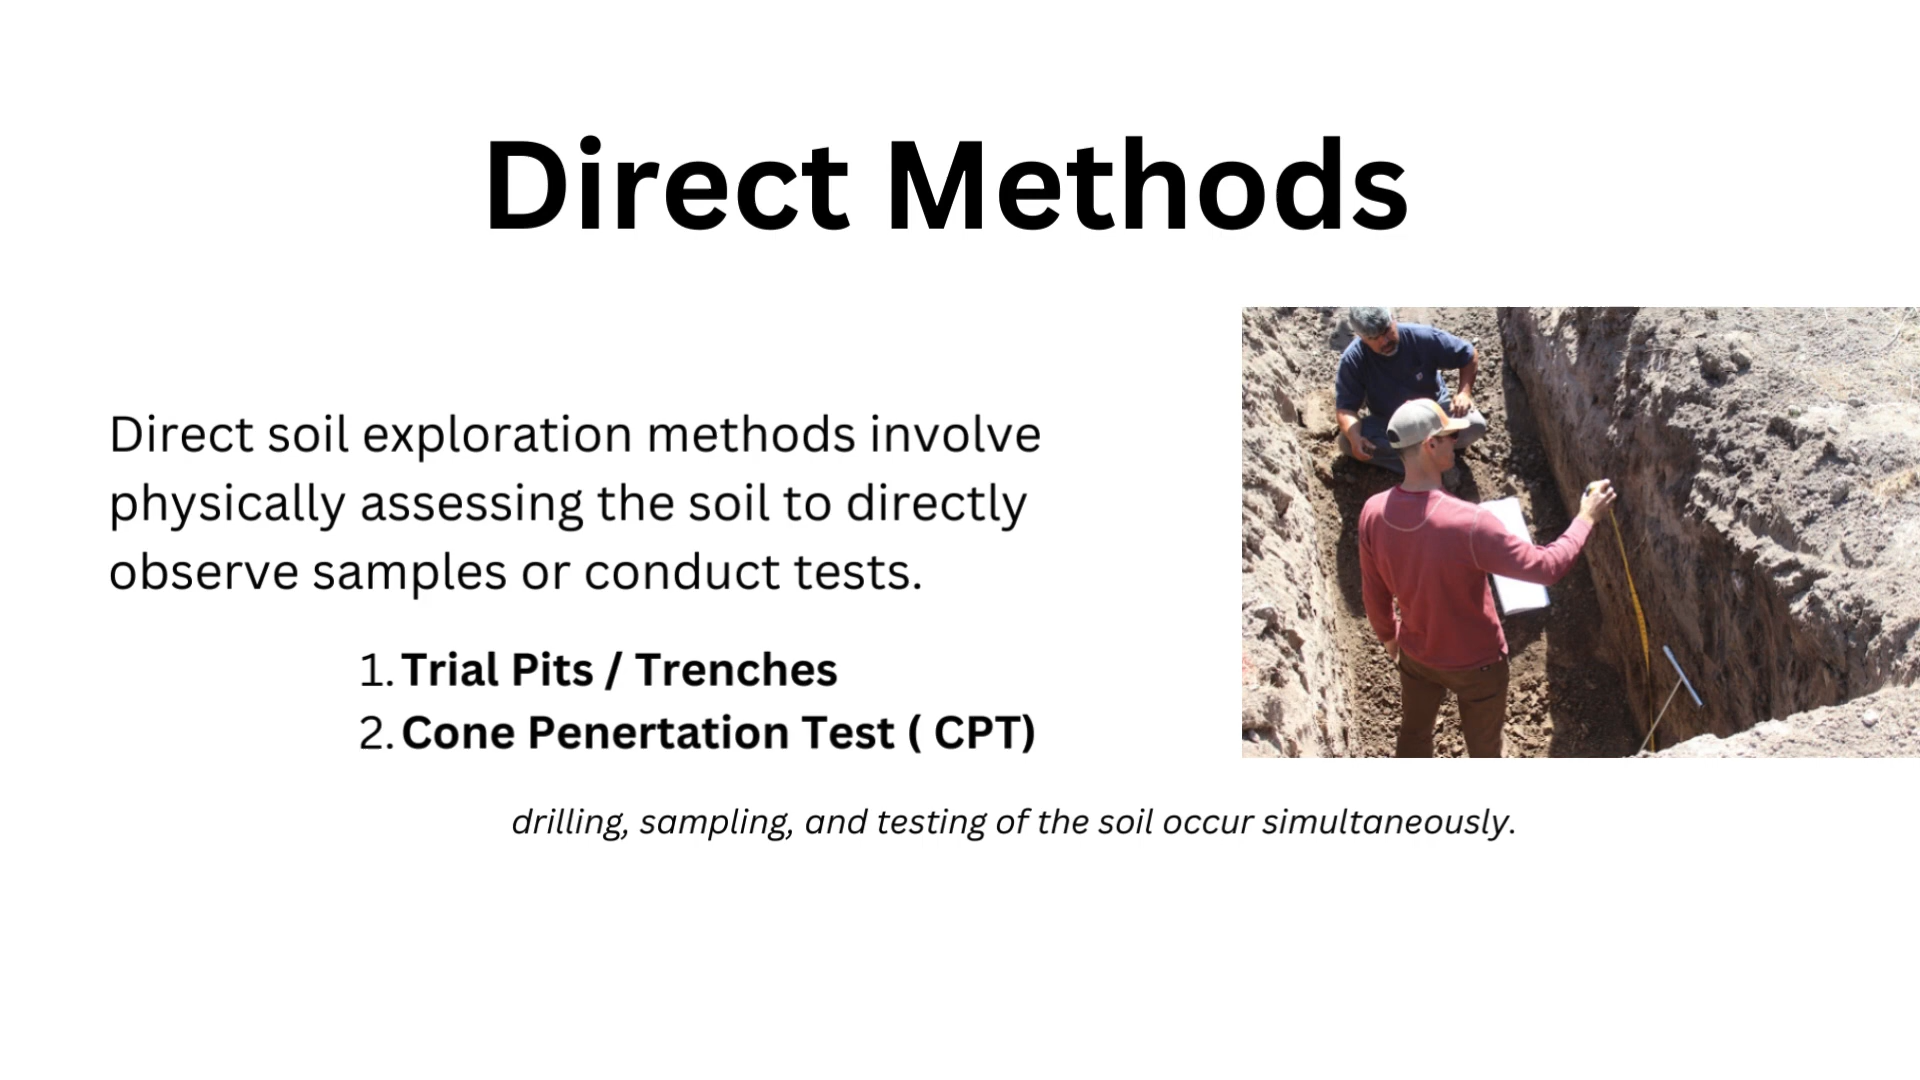 Direct Methods
Direct soil exploration methods involve
physically assessing the soil to directly
observe samples or conduct tests.
1. Trial Pits / Trenches
2. Cone Penertation Test ( CPT)
drilling, sampling, and testing of the soil occur simultaneously.